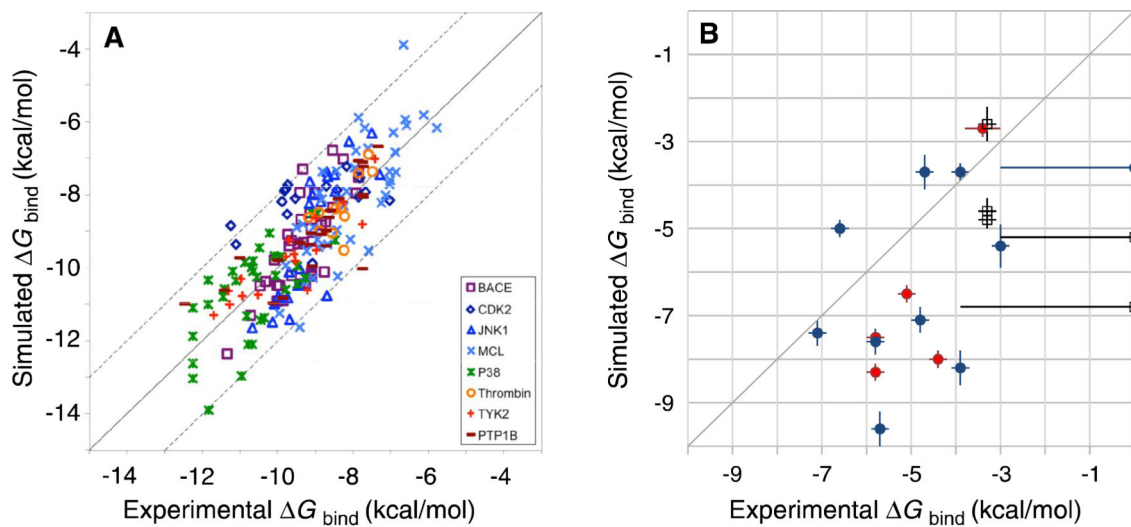 A
Simulated ΔG bind (kcal/mol)
-4
-6
-8
-10
-12
-14
BACE
CDK2
JNK1
MCL
P38
Thrombin
TYK2
PTP1B
-14 -12 -10 -8 -6 -4
Experimental ΔG bind (kcal/mol)
B
Simulated ΔG bind (kcal/mol)
-1
-3
-5
-7
-9
-9 -7 -5 -3 -1
Experimental ΔG bind (kcal/mol)